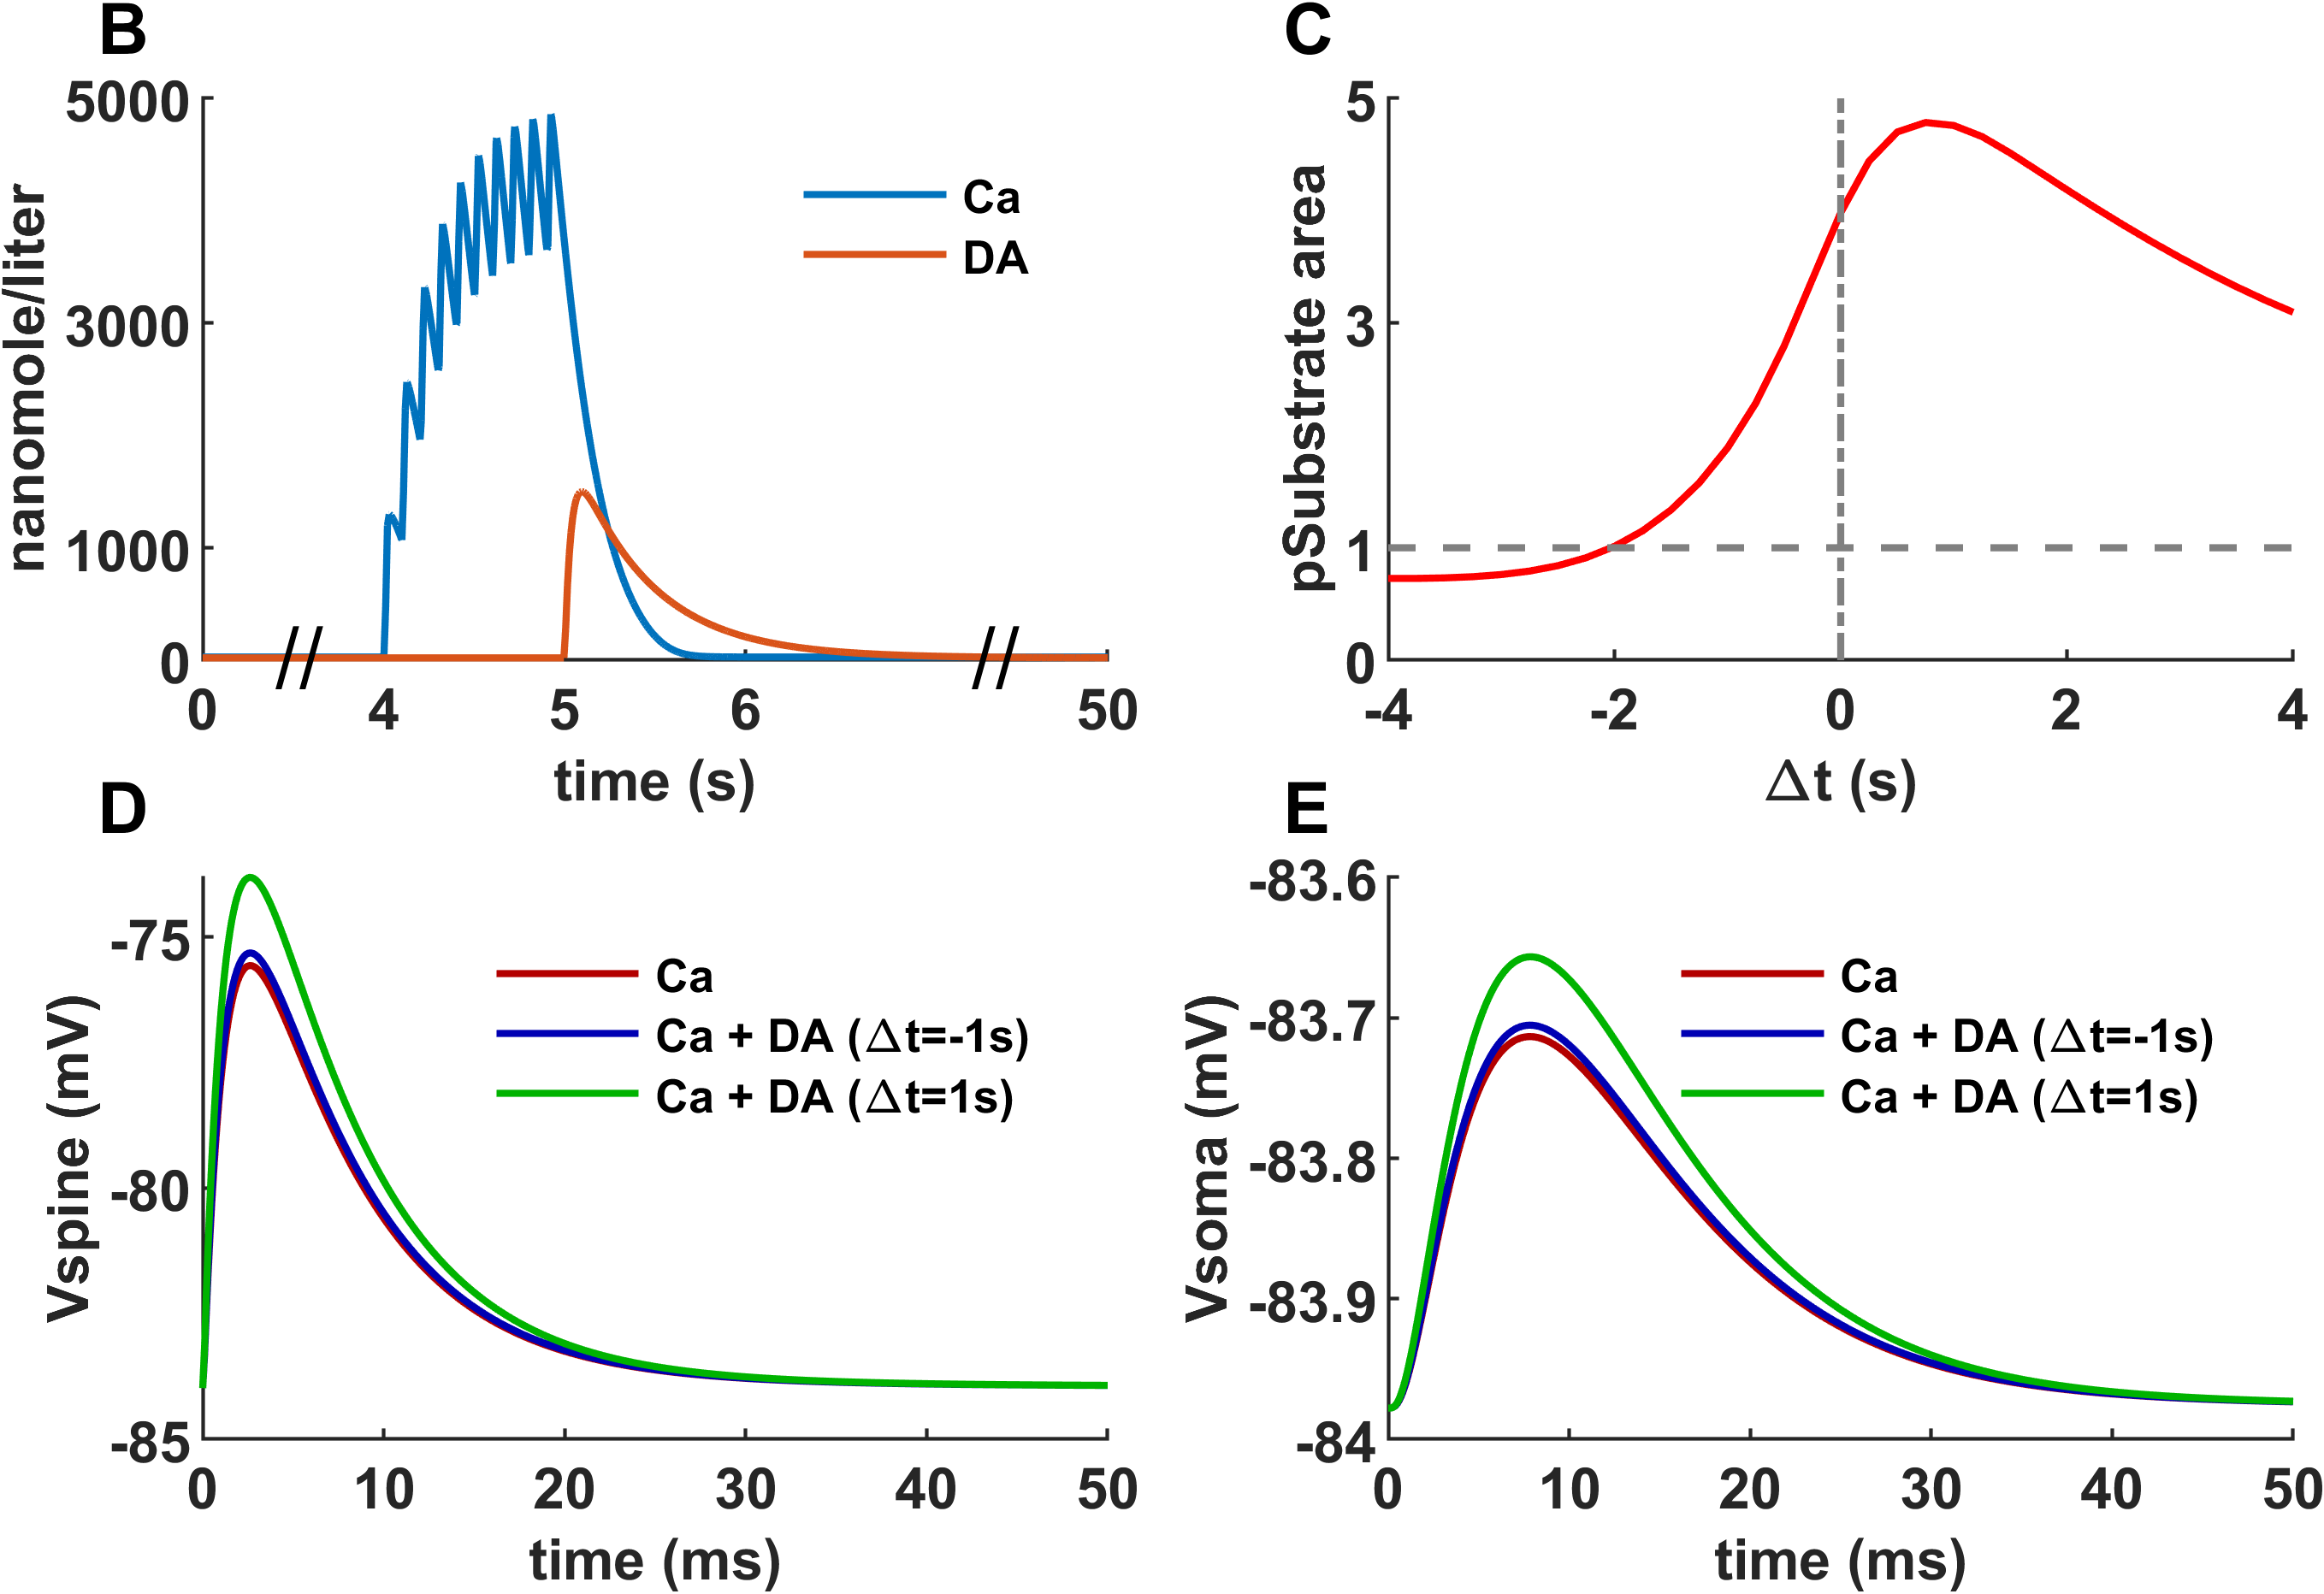 B
5000
3000
1000
0
nanomole/liter
Ca
DA
0 4 5 6 50
time (s)
C
5
3
1
0
pSubstrate area
-4 -2 0 2 4
Δt (s)
D
-75
-80
-85
Vspine (mV)
Ca
Ca + DA (Δt=-1s)
Ca + DA (Δt=1s)
0 10 20 30 40 50
time (ms)
E
-83.6
-83.7
-83.8
-83.9
-84
Vsoma (mV)
Ca
Ca + DA (Δt=-1s)
Ca + DA (Δt=1s)
0 10 20 30 40 50
time (ms)